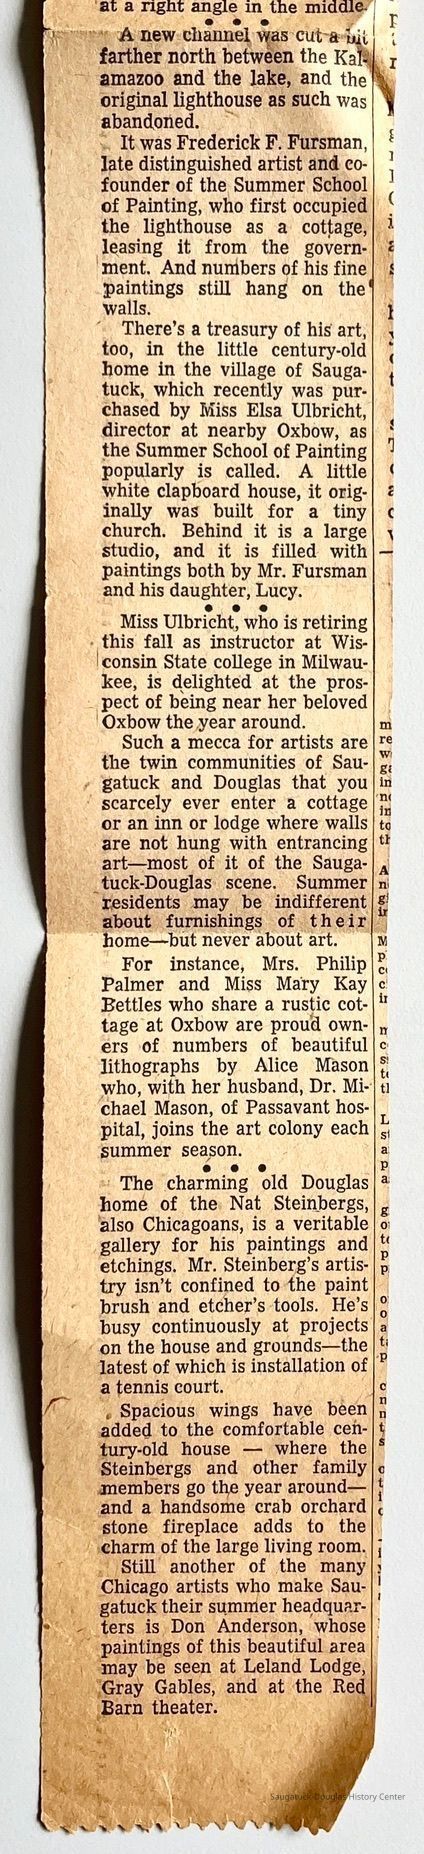 at a right angle in the middle.
• • •
A new channel was cut a bit
farther north between the Kal-
amazoo and the lake, and the
original lighthouse as such was
abandoned.
It was Frederick F. Fursman,
late distinguished artist and co-
founder of the Summer School
of Painting, who first occupied
the lighthouse as a cottage,
leasing it from the govern-
ment. And numbers of his fine
paintings still hang on the
walls.
There's a treasury of his art,
too, in the little century-old
home in the village of Sauga-
tuck, which recently was pur-
chased by Miss Elsa Ulbricht,
director at nearby Oxbow, as
the Summer School of Painting
popularly is called. A little
white clapboard house, it orig-
inally was built for a tiny
church. Behind it is a large
studio, and it is filled with
paintings both by Mr. Fursman
and his daughter, Lucy.
• • •
Miss Ulbricht, who is retiring
this fall as instructor at Wis-
consin State college in Milwau-
kee, is delighted at the pros-
pect of being near her beloved
Oxbow the year around.
Such a mecca for artists are
the twin communities of Sau-
gatuck and Douglas that you
scarcely ever enter a cottage
or an inn or lodge where walls
are not hung with entrancing
art—most of it of the Sauga-
tuck-Douglas scene. Summer
residents may be indifferent
about furnishings of their
home—but never about art.
For instance, Mrs. Philip
Palmer and Miss Mary Kay
Bettles who share a rustic cot-
tage at Oxbow are proud own-
ers of numbers of beautiful
lithographs by Alice Mason
who, with her husband, Dr. Mi-
chael Mason, of Passavant hos-
pital, joins the art colony each
summer season.
• • •
The charming old Douglas
home of the Nat Steinbergs,
also Chicagoans, is a veritable
gallery for his paintings and
etchings. Mr. Steinberg's artis-
try isn't confined to the paint
brush and etcher's tools. He's
busy continuously at projects
on the house and grounds—the
latest of which is installation of
a tennis court.
Spacious wings have been
added to the comfortable cen-
tury-old house — where the
Steinbergs and other family
members go the year around—
and a handsome crab orchard
stone fireplace adds to the
charm of the large living room.
Still another of the many
Chicago artists who make Sau-
gatuck their summer headquar-
ters is Don Anderson, whose
paintings of this beautiful area
may be seen at Leland Lodge,
Gray Gables, and at the Red
Barn theater.
Saugatuck-Douglas History Center